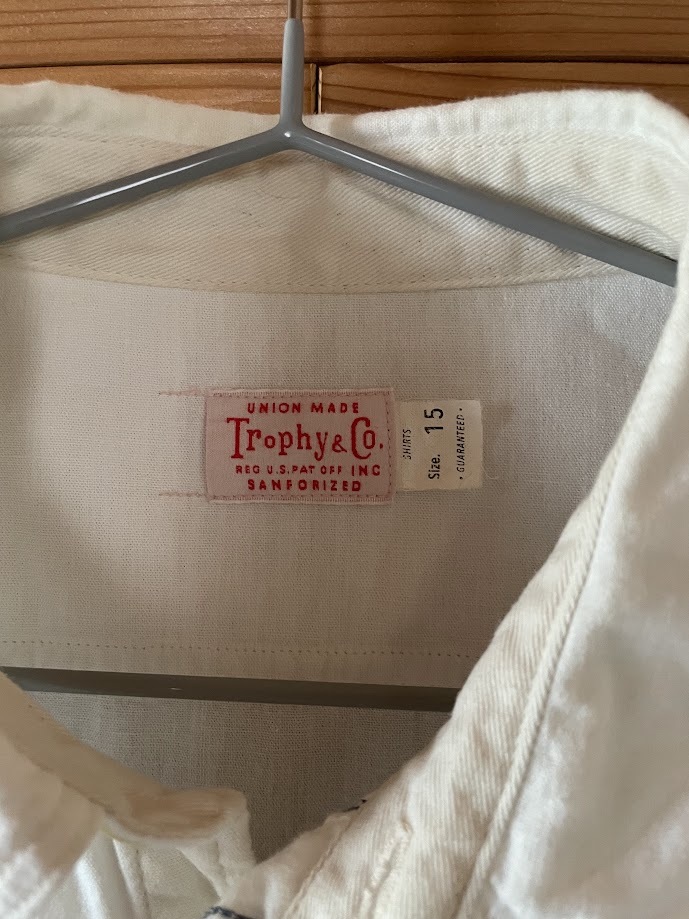 UNION MADE
Trophy & Co.
REG U.S. PAT OFF INC
SANFORIZED
SHIRTS
Size. 15
• GUARANTEED •